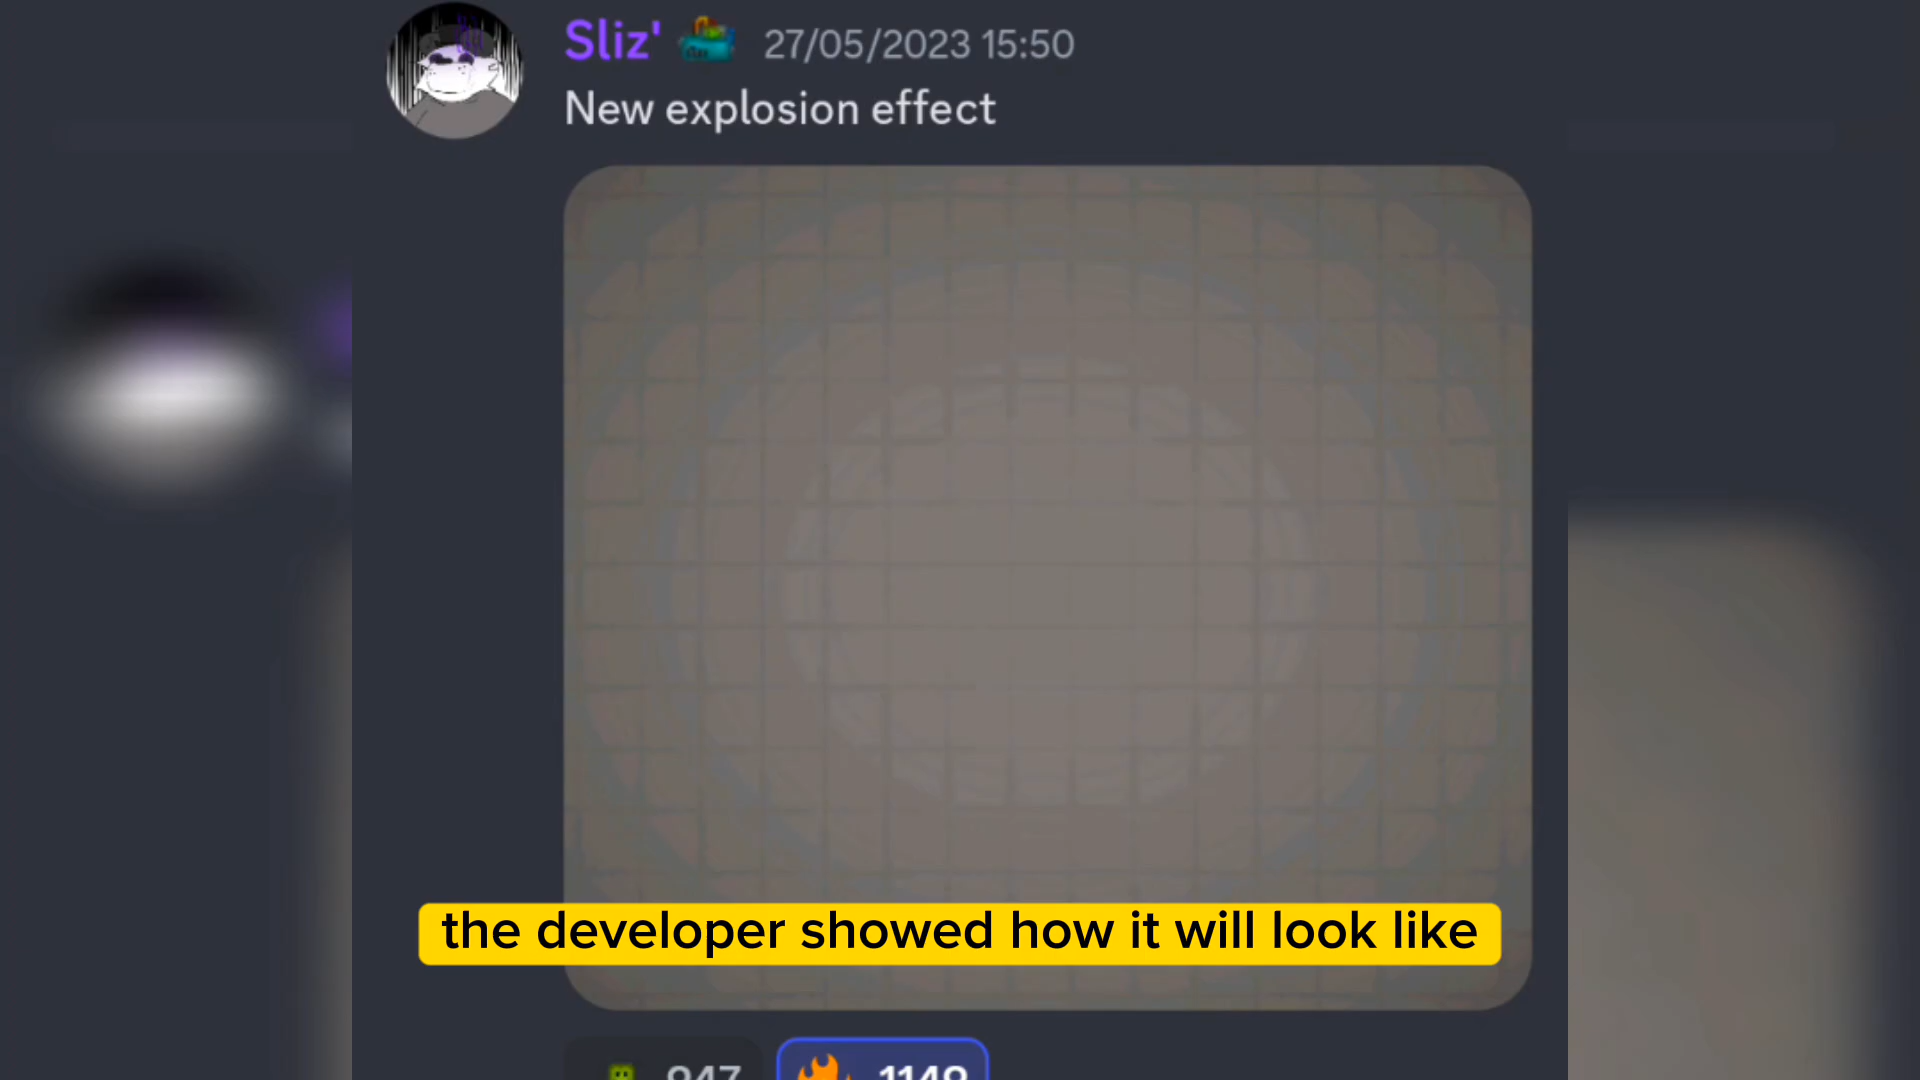 Sliz' 27/05/2023 15:50
New explosion effect
the developer showed how it will look like